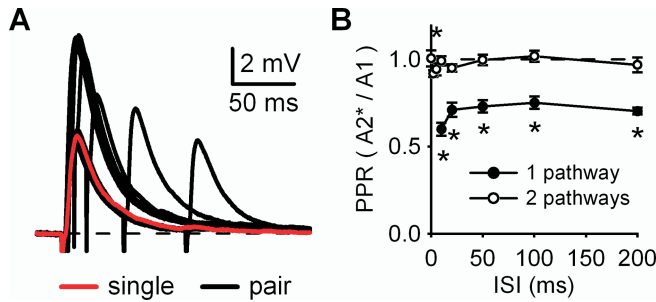 A
2 mV
50 ms
single
pair
B
PPR ( A2* / A1 )
1.0
0.5
0.0
*
*
*
*
*
*
1 pathway
2 pathways
0
50
100
150
200
ISI (ms)